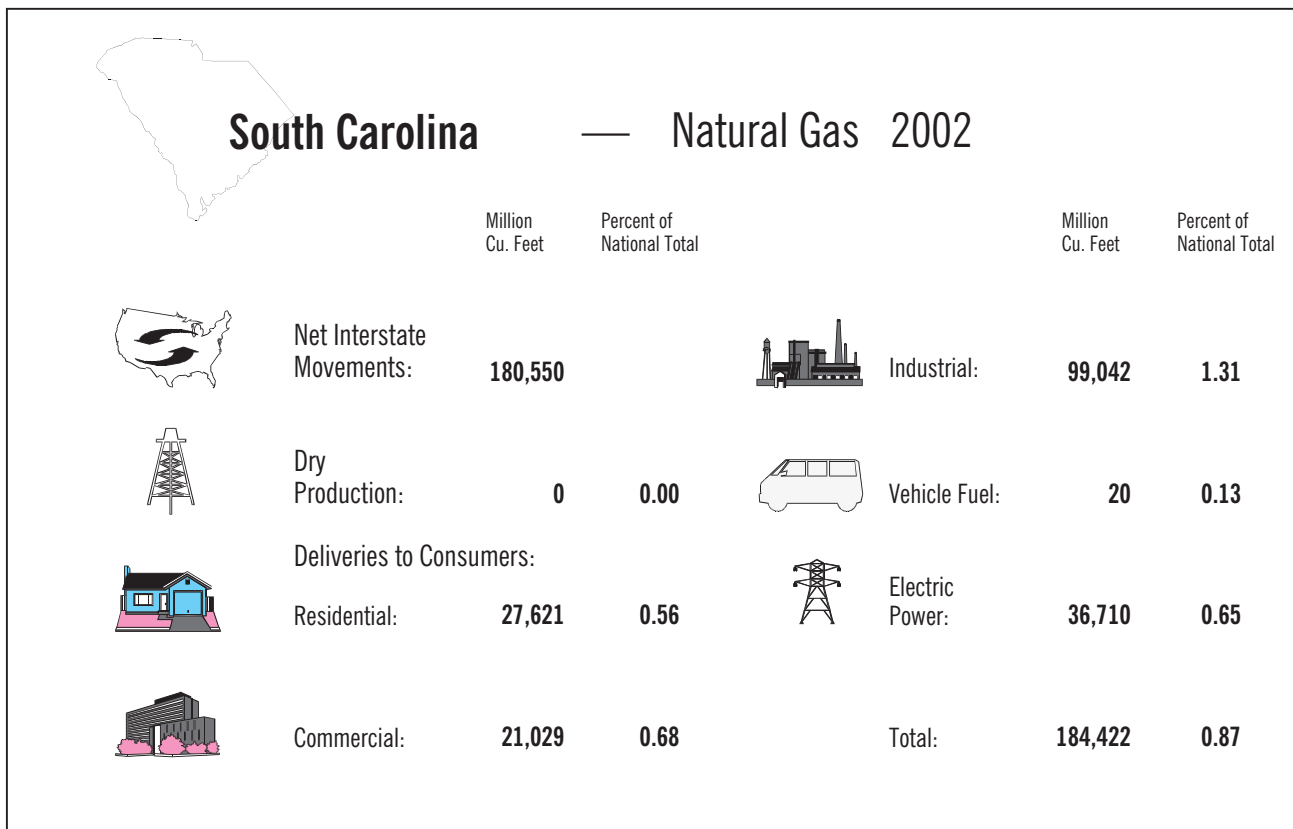 South Carolina — Natural Gas 2002
Million Cu. Feet
Percent of National Total
Million Cu. Feet
Percent of National Total
Net Interstate
Movements: 180,550
Dry
Production: 0 0.00
Deliveries to Consumers:
Residential: 27,621 0.56
Commercial: 21,029 0.68
Industrial: 99,042 1.31
Vehicle Fuel: 20 0.13
Electric
Power: 36,710 0.65
Total: 184,422 0.87